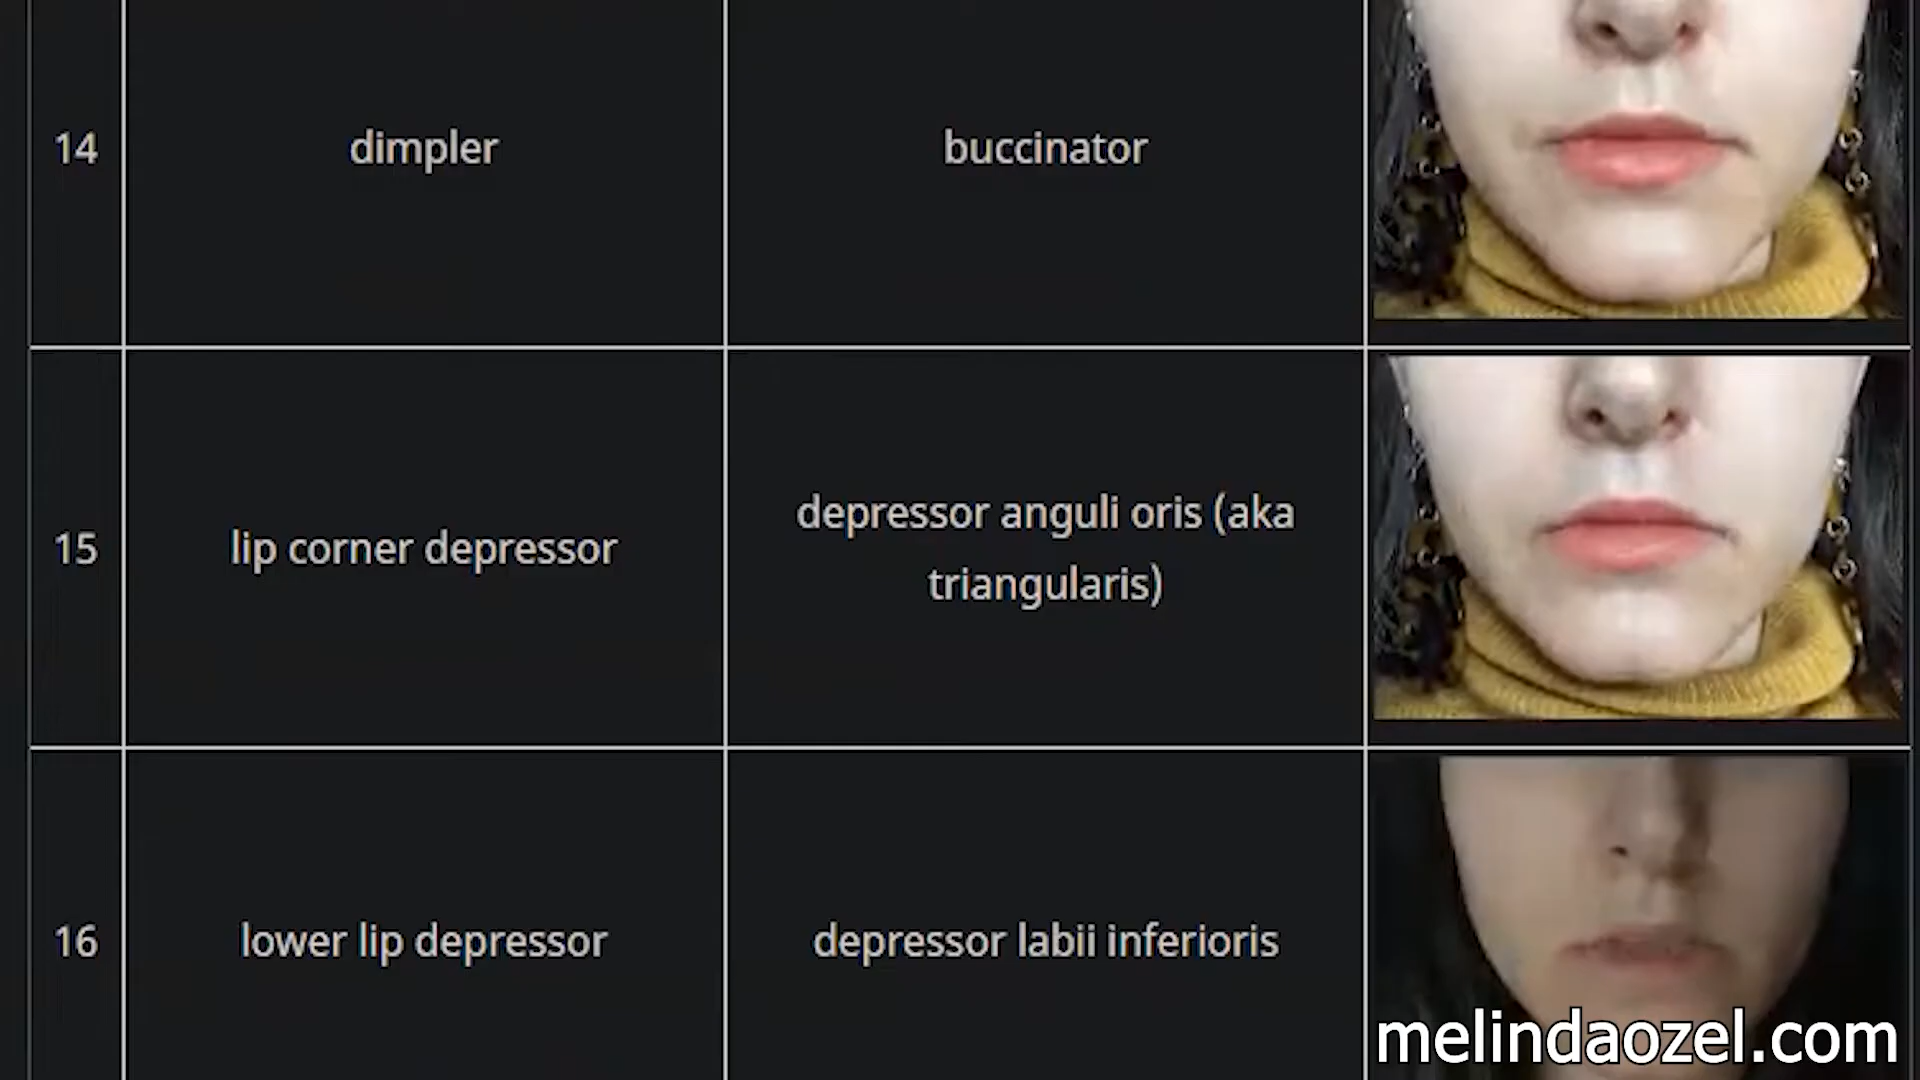 14
dimpler
buccinator
15
lip corner depressor
depressor anguli oris (aka
triangularis)
16
lower lip depressor
depressor labii inferioris
melindaozel.com